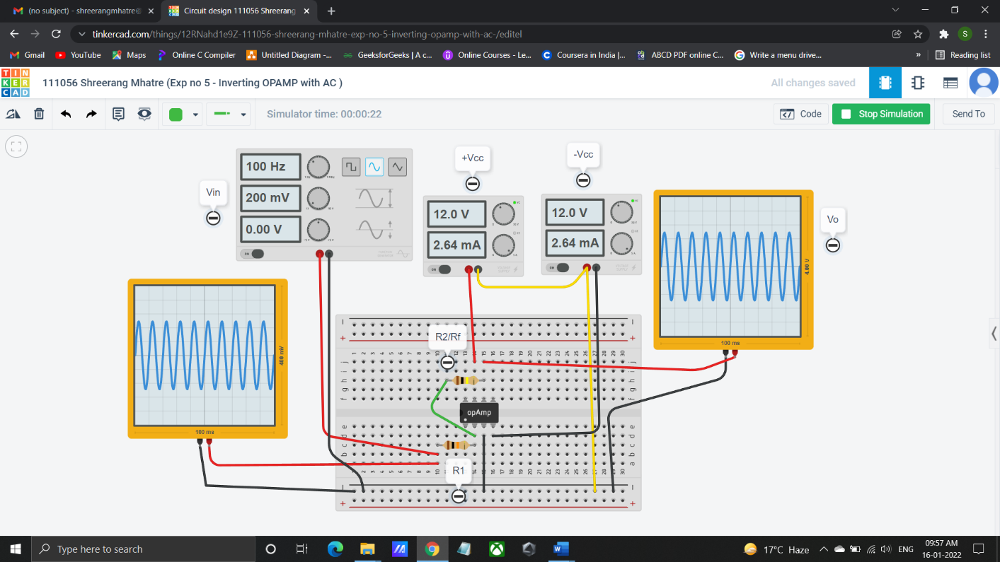 (no subject) - shreerangmhatre@
Circuit design 111056 Shreerang
tinkercad.com/things/12RNahd1e9Z-111056-shreerang-mhatre-exp-no-5-inverting-opamp-with-ac-/editel
Gmail YouTube Maps Online C Compiler Untitled Diagram -... GeeksforGeeks | A c... Online Courses - Le... Coursera in India |... ABCD PDF online C... Write a menu drive... » Reading list
TIN
KER
CAD
111056 Shreerang Mhatre (Exp no 5 - Inverting OPAMP with AC )
All changes saved
Simulator time: 00:00:22
Code
Stop Simulation
Send To
+Vcc
-Vcc
100 Hz
200 mV
0.00 V
Vin
12.0 V
2.64 mA
12.0 V
2.64 mA
Vo
4.00 V
100 ms
400 mV
100 ms
R2/Rf
opAmp
R1
Type here to search
17°C Haze
ENG
09:57 AM
16-01-2022